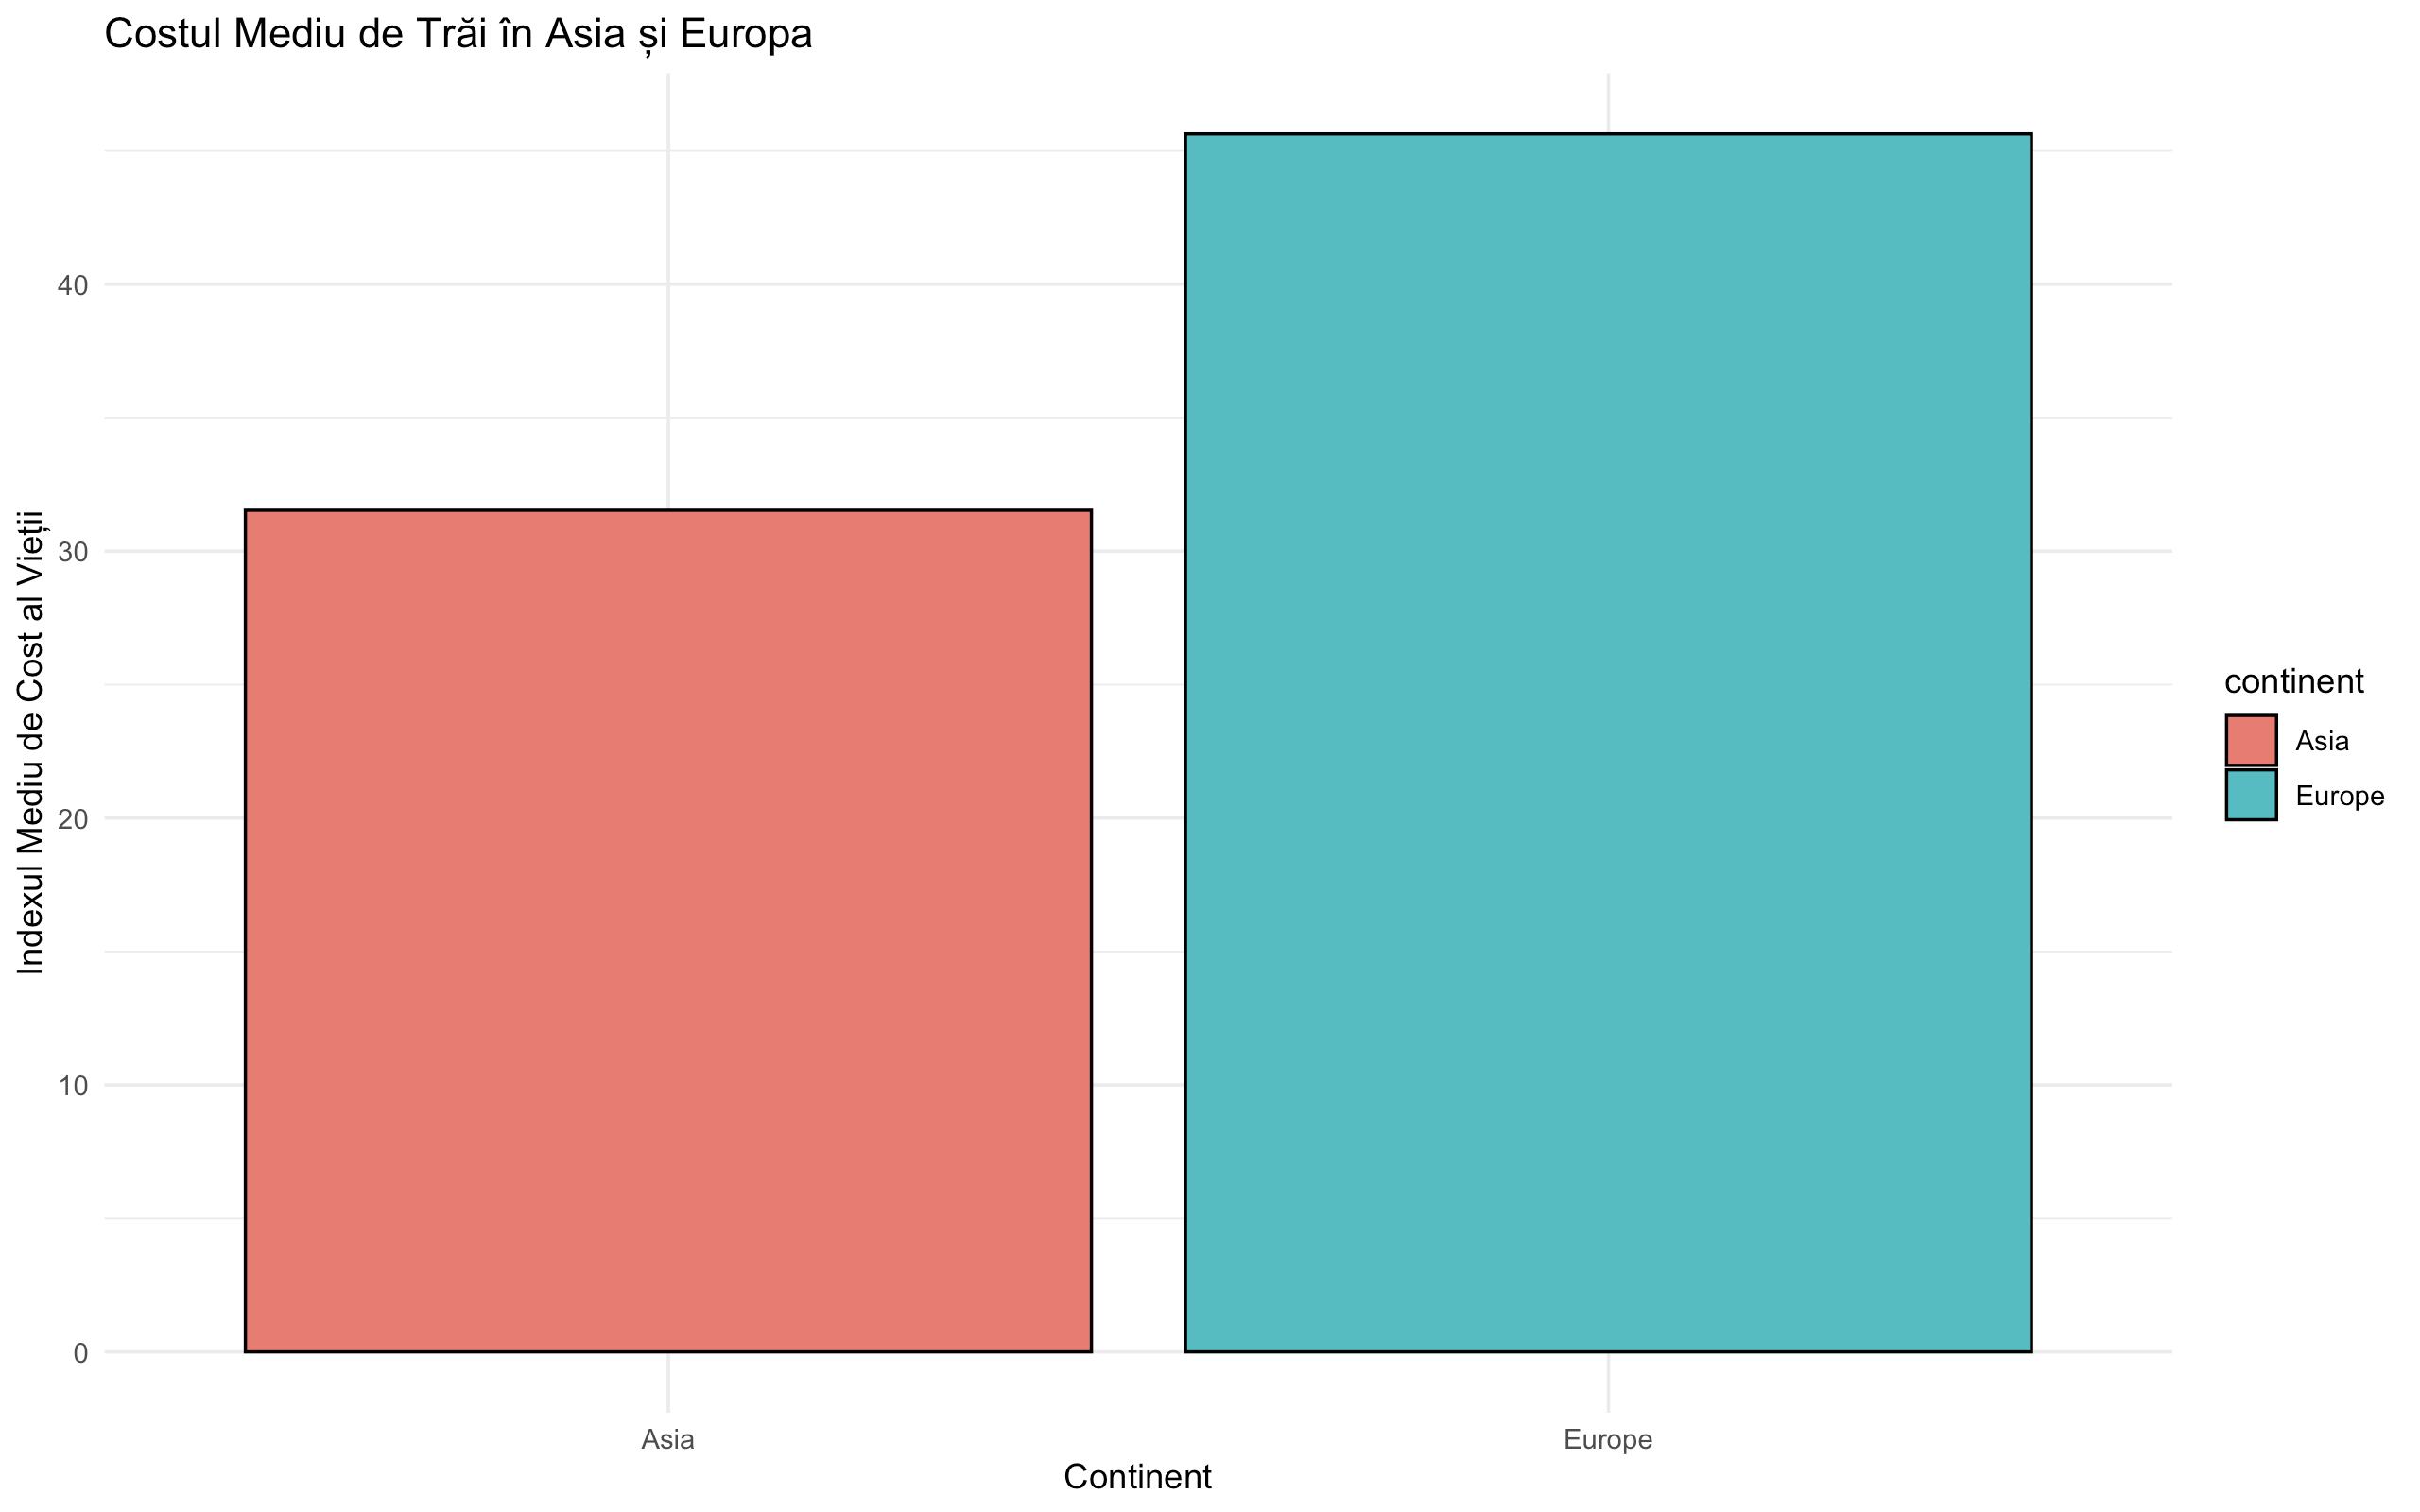 Costul Mediu de Trăi în Asia și Europa
Indexul Mediu de Cost al Vieții
40
30
20
10
0
Asia
Europe
Continent
continent
Asia
Europe